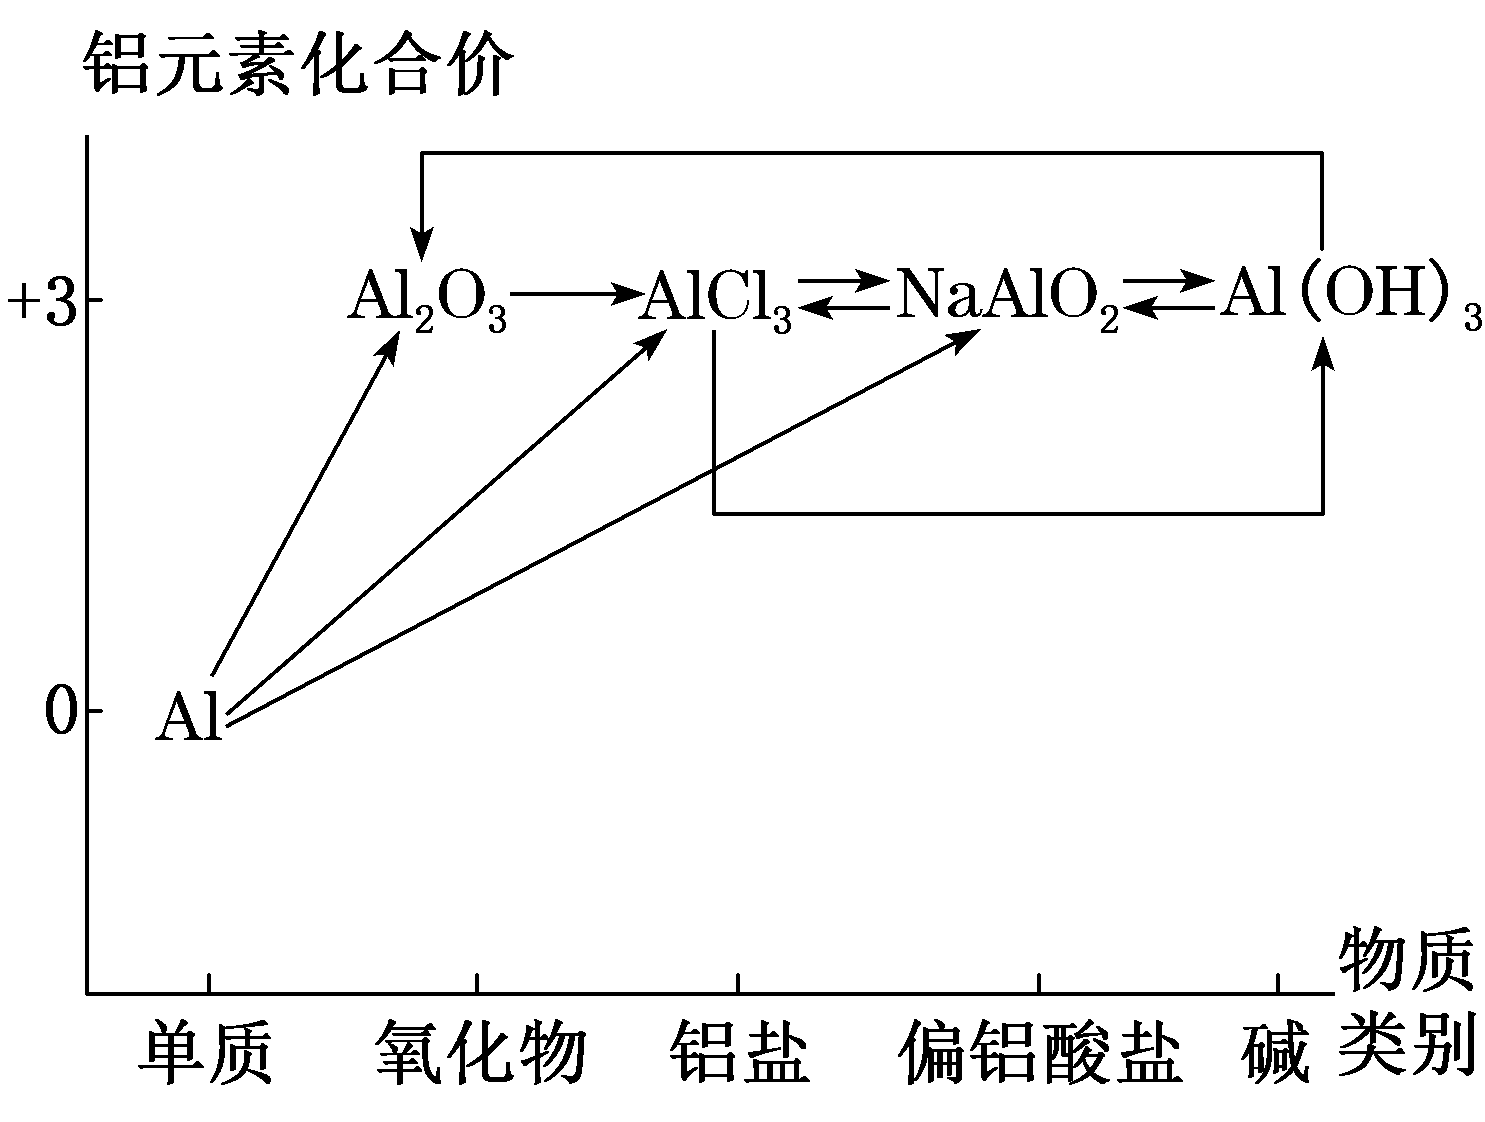 铝元素化合价
+3
Al₂O₃ AlCl₃ NaAlO₂ Al(OH)₃
0
Al
物质
类别
单质 氧化物 铝盐 偏铝酸盐 碱